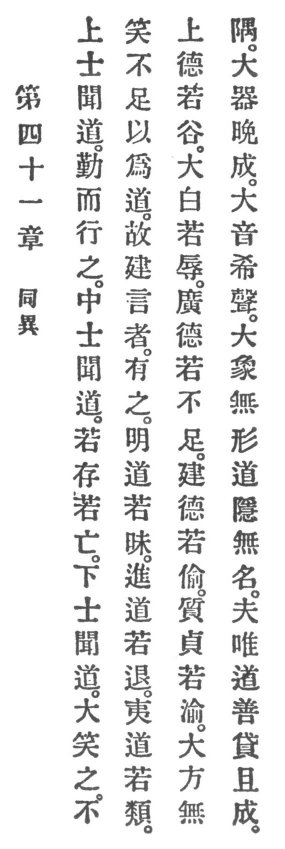 第四十一章 同異
上士聞道。勤而行之。中士聞道。若存若亡。下士聞道。大笑之。不
笑不足以爲道。故建言者。有之。明道若昧。進道若退。夷道若類。
上德若谷。大白若辱。廣德若不足。建德若偷。質貞若渝。大方無
隅。大器晚成。大音希聲。大象無形道隱無名。夫唯道善貸且成。